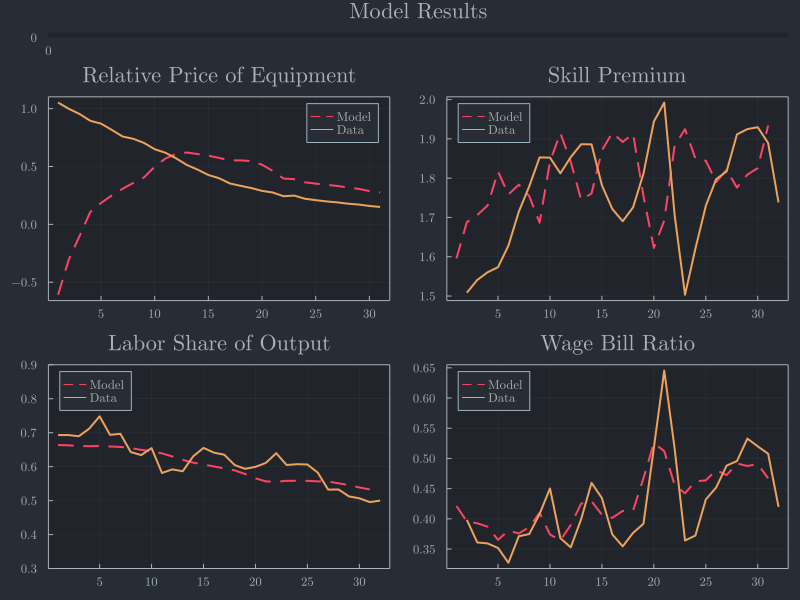 Model Results
0
0
Relative Price of Equipment
1.0
0.5
0.0
−0.5
5 10 15 20 25 30
Model
Data
Skill Premium
2.0
1.9
1.8
1.7
1.6
1.5
5 10 15 20 25 30
Model
Data
Labor Share of Output
0.9
0.8
0.7
0.6
0.5
0.4
0.3
5 10 15 20 25 30
Model
Data
Wage Bill Ratio
0.65
0.60
0.55
0.50
0.45
0.40
0.35
5 10 15 20 25 30
Model
Data